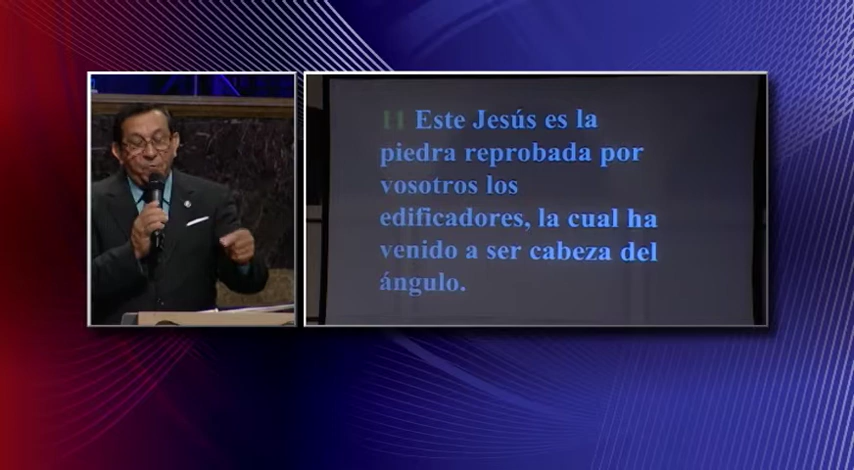 11 Este Jesús es la
piedra reprobada por
vosotros los
edificadores, la cual ha
venido a ser cabeza del
ángulo.